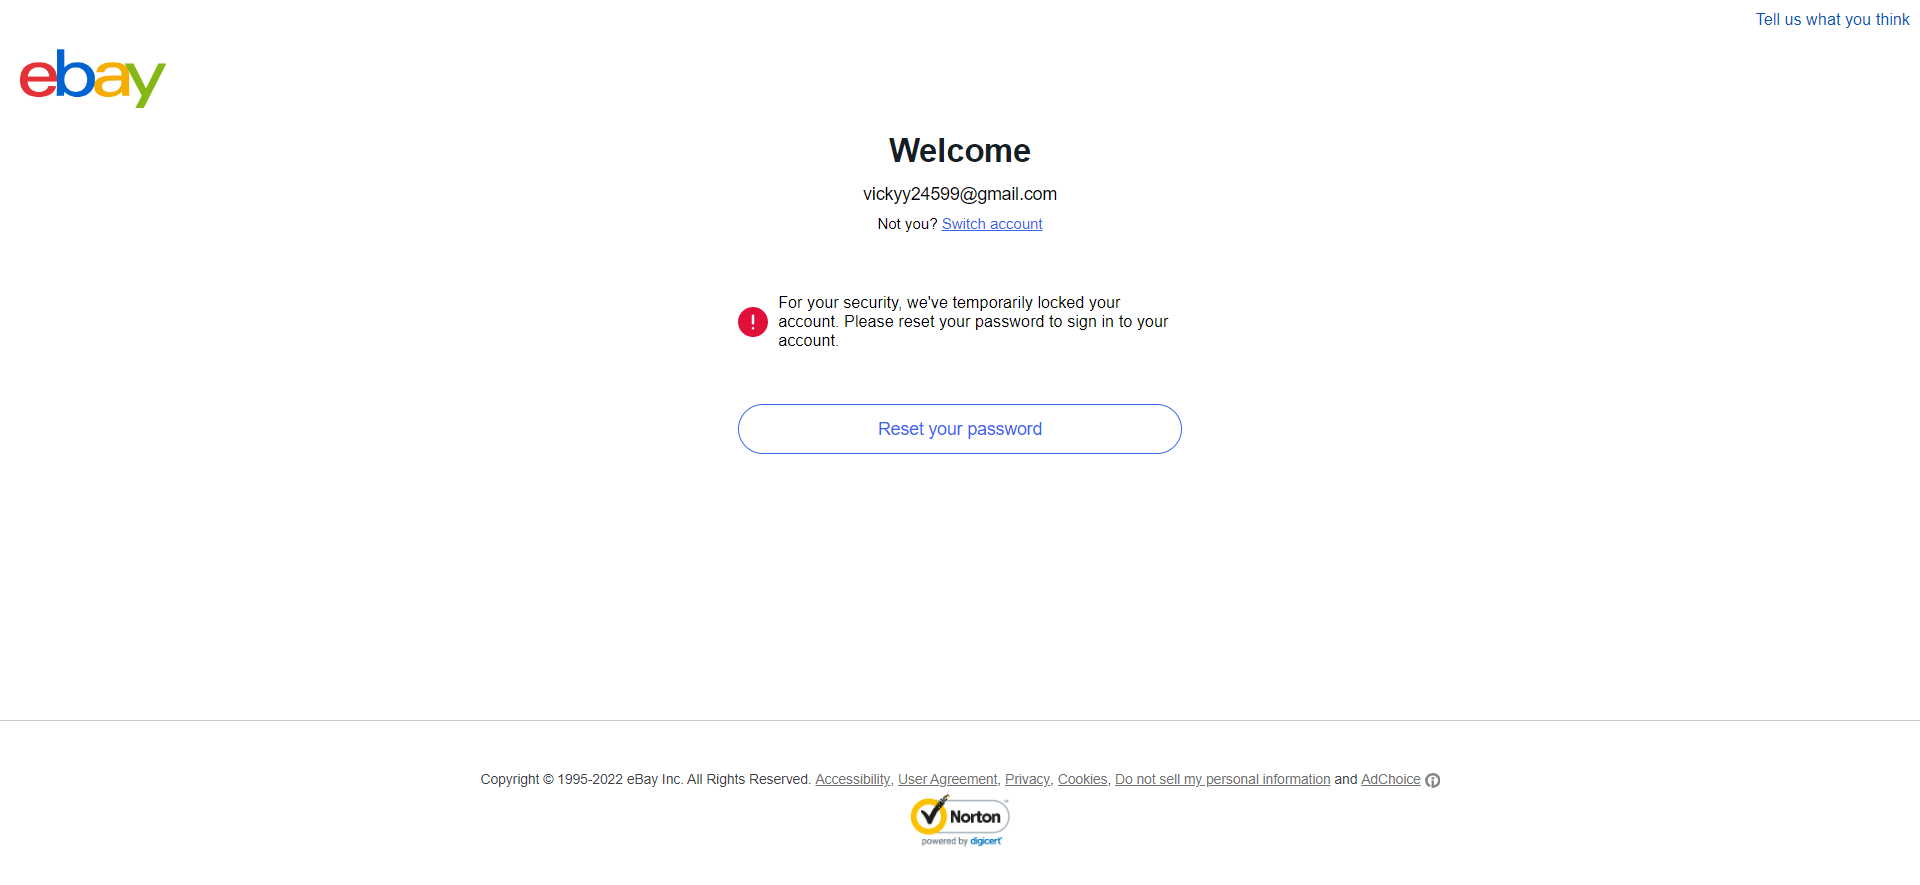 Tell us what you think
ebay
Welcome
vickyy24599@gmail.com
Not you? Switch account
For your security, we've temporarily locked your
account. Please reset your password to sign in to your
account.
Reset your password
Copyright © 1995-2022 eBay Inc. All Rights Reserved. Accessibility, User Agreement, Privacy, Cookies, Do not sell my personal information and AdChoice
Norton
powered by digicert